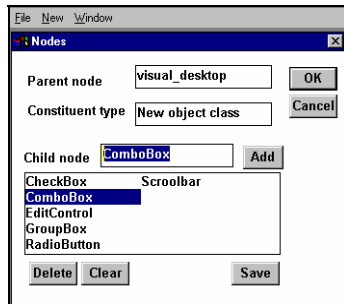 File New Window
Nodes
Parent node visual_desktop OK
Constituent type New object class Cancel
Child node ComboBox Add
CheckBox Scroolbar
ComboBox
EditControl
GroupBox
RadioButton
Delete Clear Save